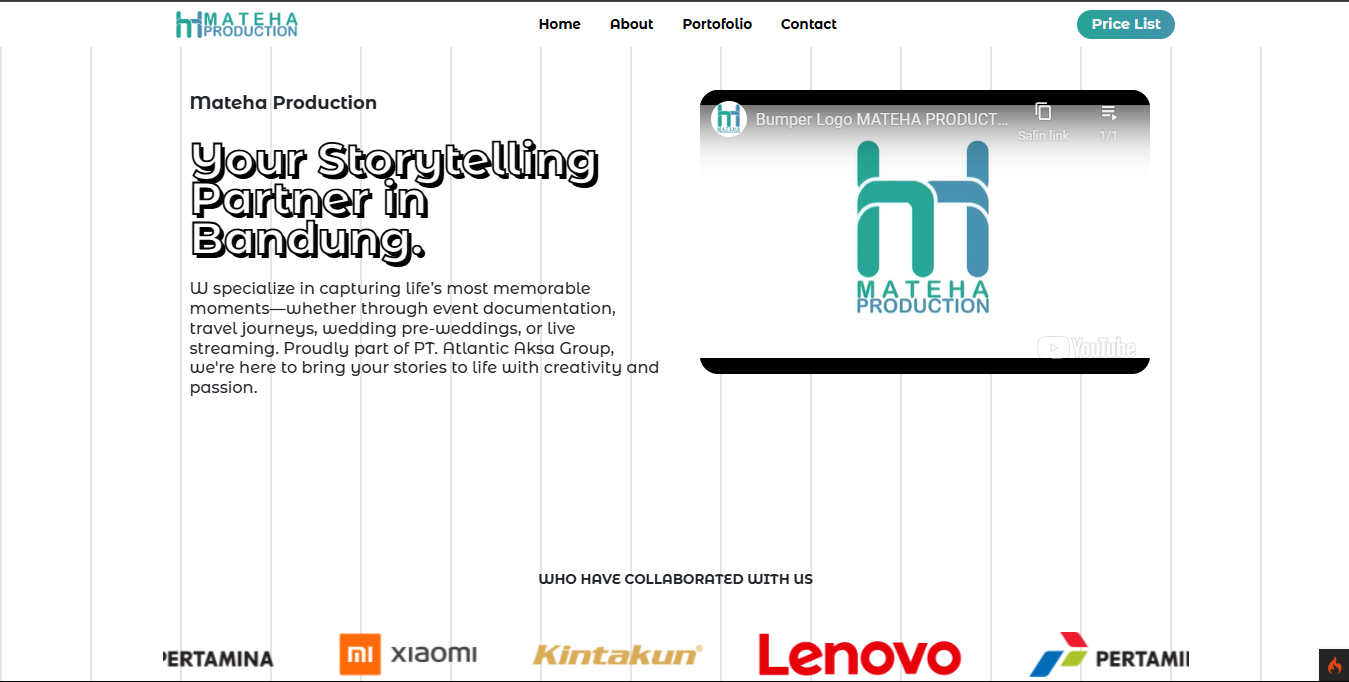 MATEHA
PRODUCTION
Home About Portofolio Contact
Price List
Mateha Production
Your Storytelling
Partner in
Bandung.
W specialize in capturing life’s most memorable
moments—whether through event documentation,
travel journeys, wedding pre-weddings, or live
streaming. Proudly part of PT. Atlantic Aksa Group,
we're here to bring your stories to life with creativity and
passion.
Bumper Logo MATEHA PRODUCT...
Salin link
1/1
MATEHA
PRODUCTION
YouTube
WHO HAVE COLLABORATED WITH US
PERTAMINA
mi xiaomi
Kintakun®
Lenovo
PERTAMI